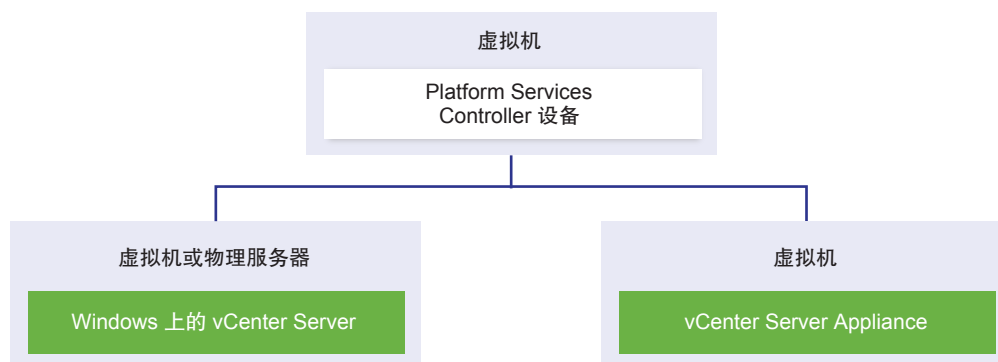 虚拟机
Platform Services
Controller 设备
虚拟机或物理服务器
Windows 上的 vCenter Server
虚拟机
vCenter Server Appliance